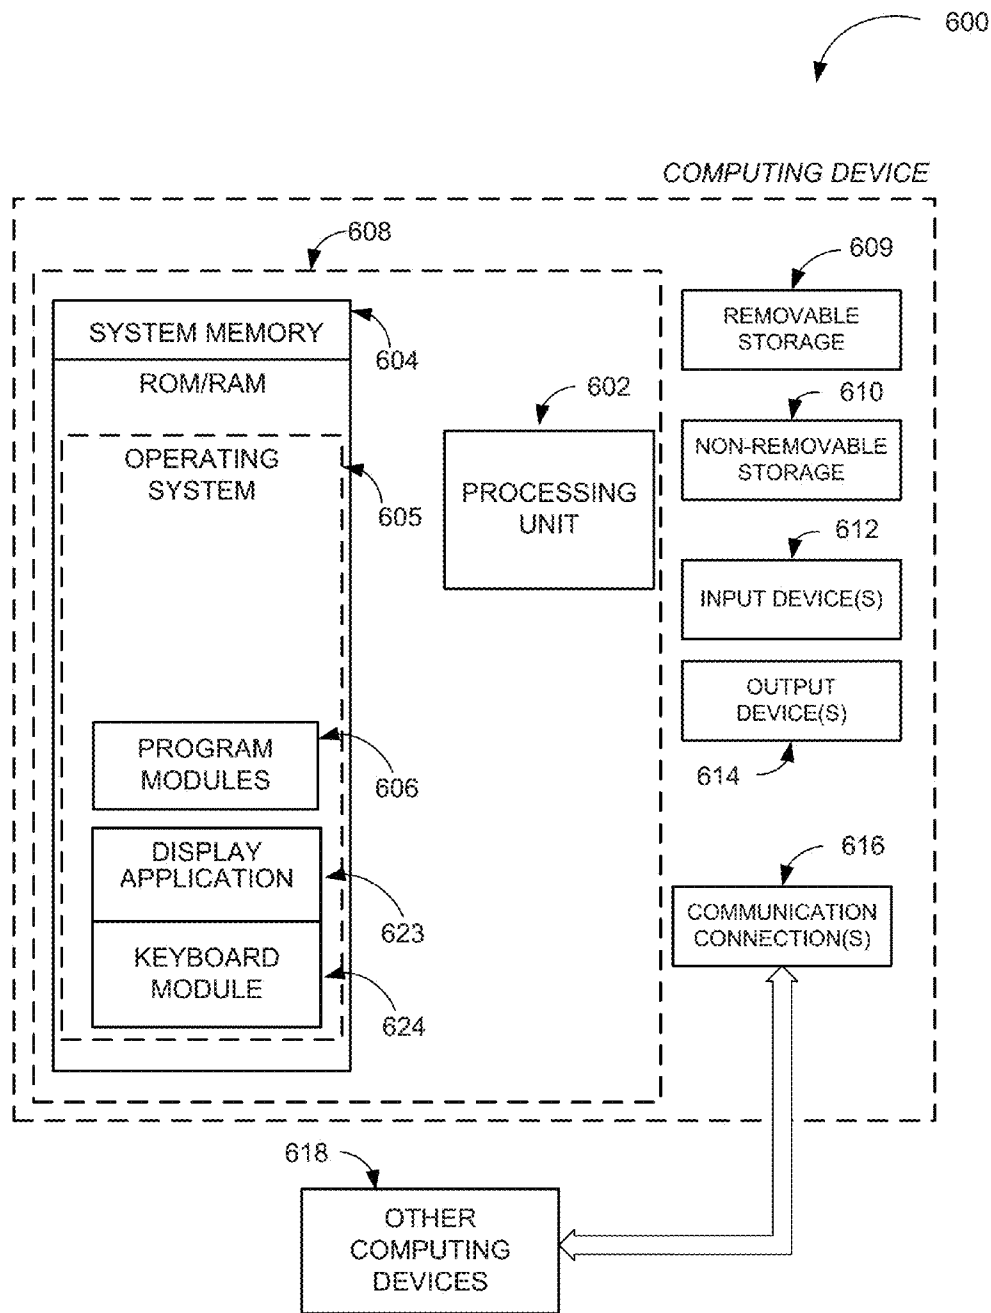 600
COMPUTING DEVICE
608
609
SYSTEM MEMORY
604
ROM/RAM
REMOVABLE
STORAGE
602
610
OPERATING
SYSTEM
605
PROCESSING
UNIT
NON-REMOVABLE
STORAGE
612
INPUT DEVICE(S)
OUTPUT
DEVICE(S)
614
PROGRAM
MODULES
606
DISPLAY
APPLICATION
623
KEYBOARD
MODULE
624
616
COMMUNICATION
CONNECTION(S)
618
OTHER
COMPUTING
DEVICES